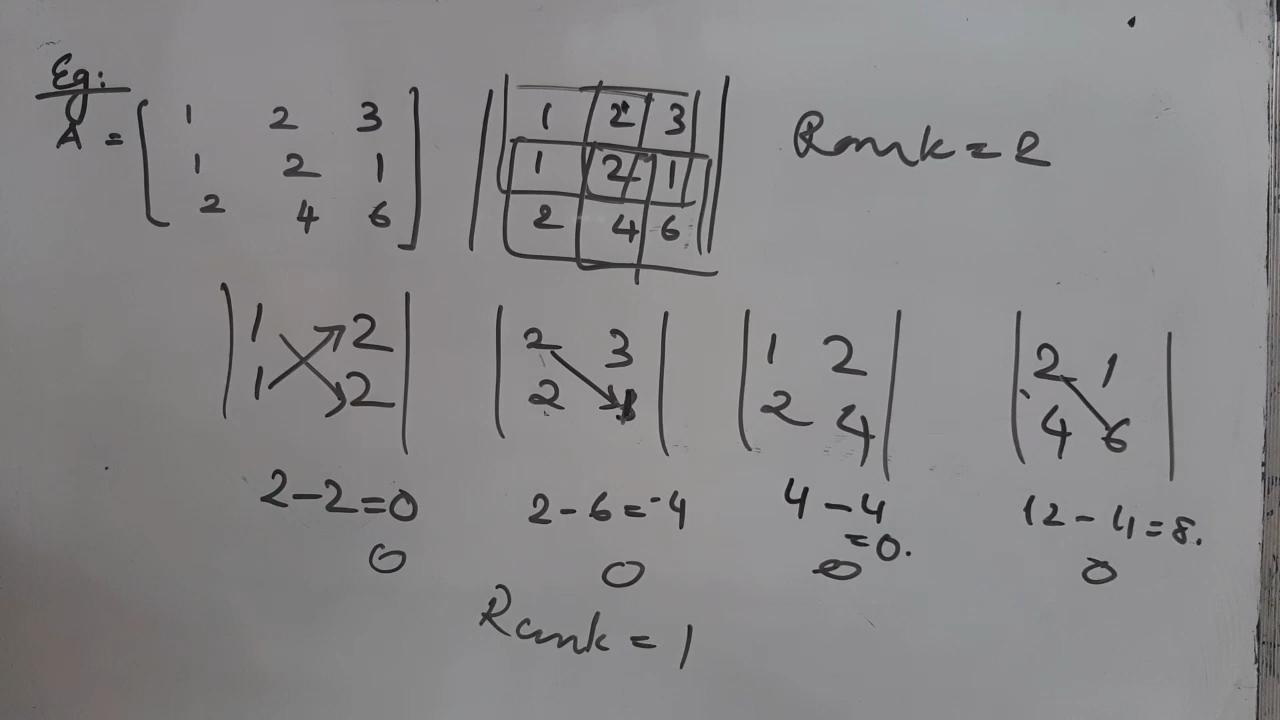 Eg:
A = [ 1 2 3 | 1 2 3 | Rank = 2
1 2 1 1 2 1
2 4 6 ] 2 4 6 |
| 1 2 | | 2 3 | | 1 2 | | 2 1 |
| 1 2 | | 2 1 | | 2 4 | | 4 6 |
2-2=0 2-6=-4 4-4 12-4=8.
=0.
0 0 0 0
Rank = 1